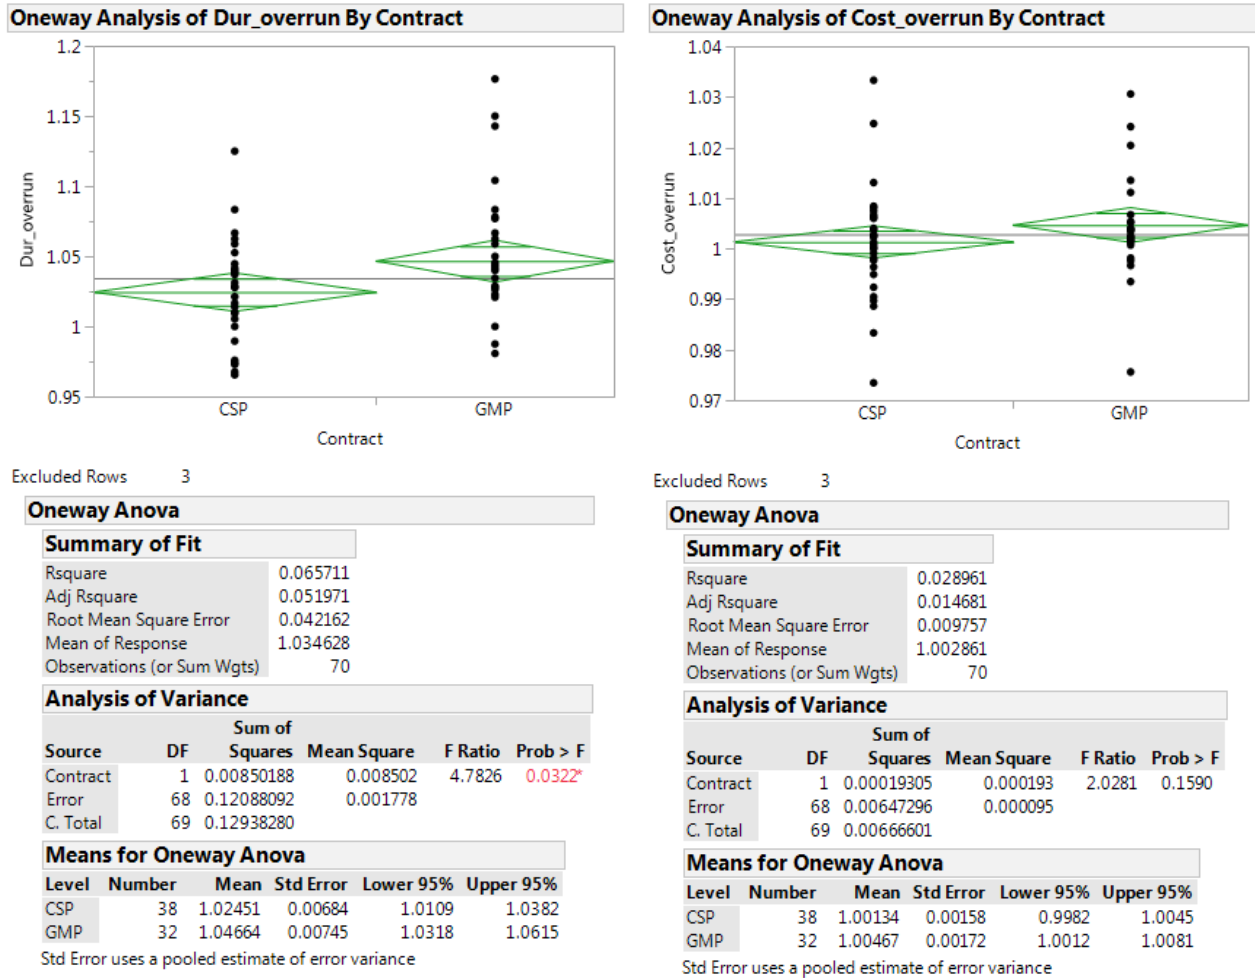 Oneway Analysis of Dur_overrun By Contract
1.2
1.15
1.1
1.05
1
0.95
Dur_overrun
CSP
GMP
Contract
Excluded Rows 3
Oneway Anova
Summary of Fit
Rsquare 0.065711
Adj Rsquare 0.051971
Root Mean Square Error 0.042162
Mean of Response 1.034628
Observations (or Sum Wgts) 70
Analysis of Variance
Sum of
Source DF Squares Mean Square F Ratio Prob > F
Contract 1 0.00850188 0.008502 4.7826 0.0322*
Error 68 0.12088092 0.001778
C. Total 69 0.12938280
Means for Oneway Anova
Level Number Mean Std Error Lower 95% Upper 95%
CSP 38 1.02451 0.00684 1.0109 1.0382
GMP 32 1.04664 0.00745 1.0318 1.0615
Std Error uses a pooled estimate of error variance
Oneway Analysis of Cost_overrun By Contract
1.04
1.03
1.02
1.01
1
0.99
0.98
0.97
Cost_overrun
CSP
GMP
Contract
Excluded Rows 3
Oneway Anova
Summary of Fit
Rsquare 0.028961
Adj Rsquare 0.014681
Root Mean Square Error 0.009757
Mean of Response 1.002861
Observations (or Sum Wgts) 70
Analysis of Variance
Sum of
Source DF Squares Mean Square F Ratio Prob > F
Contract 1 0.00019305 0.000193 2.0281 0.1590
Error 68 0.00647296 0.000095
C. Total 69 0.00666601
Means for Oneway Anova
Level Number Mean Std Error Lower 95% Upper 95%
CSP 38 1.00134 0.00158 0.9982 1.0045
GMP 32 1.00467 0.00172 1.0012 1.0081
Std Error uses a pooled estimate of error variance